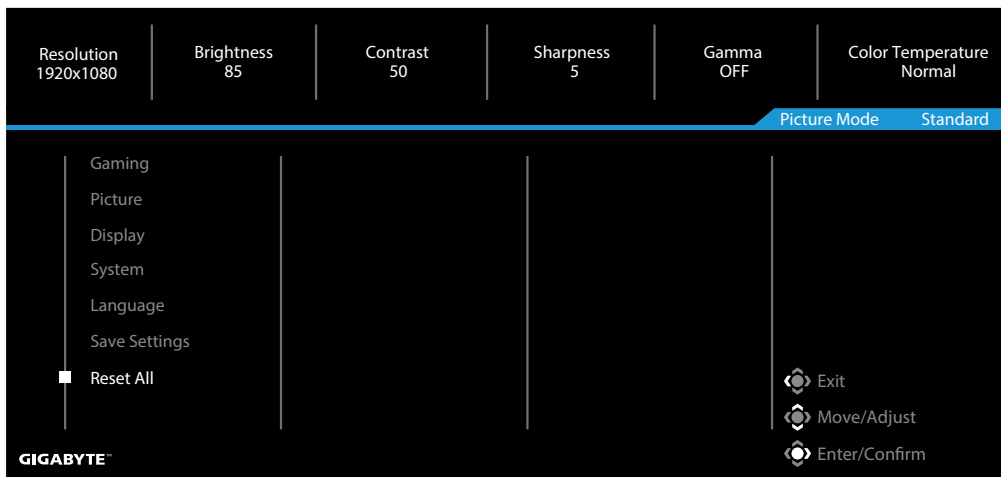 Resolution
1920x1080
Brightness
85
Contrast
50
Sharpness
5
Gamma
OFF
Color Temperature
Normal
Picture Mode Standard
Gaming
Picture
Display
System
Language
Save Settings
Reset All
Exit
Move/Adjust
Enter/Confirm
GIGABYTE™